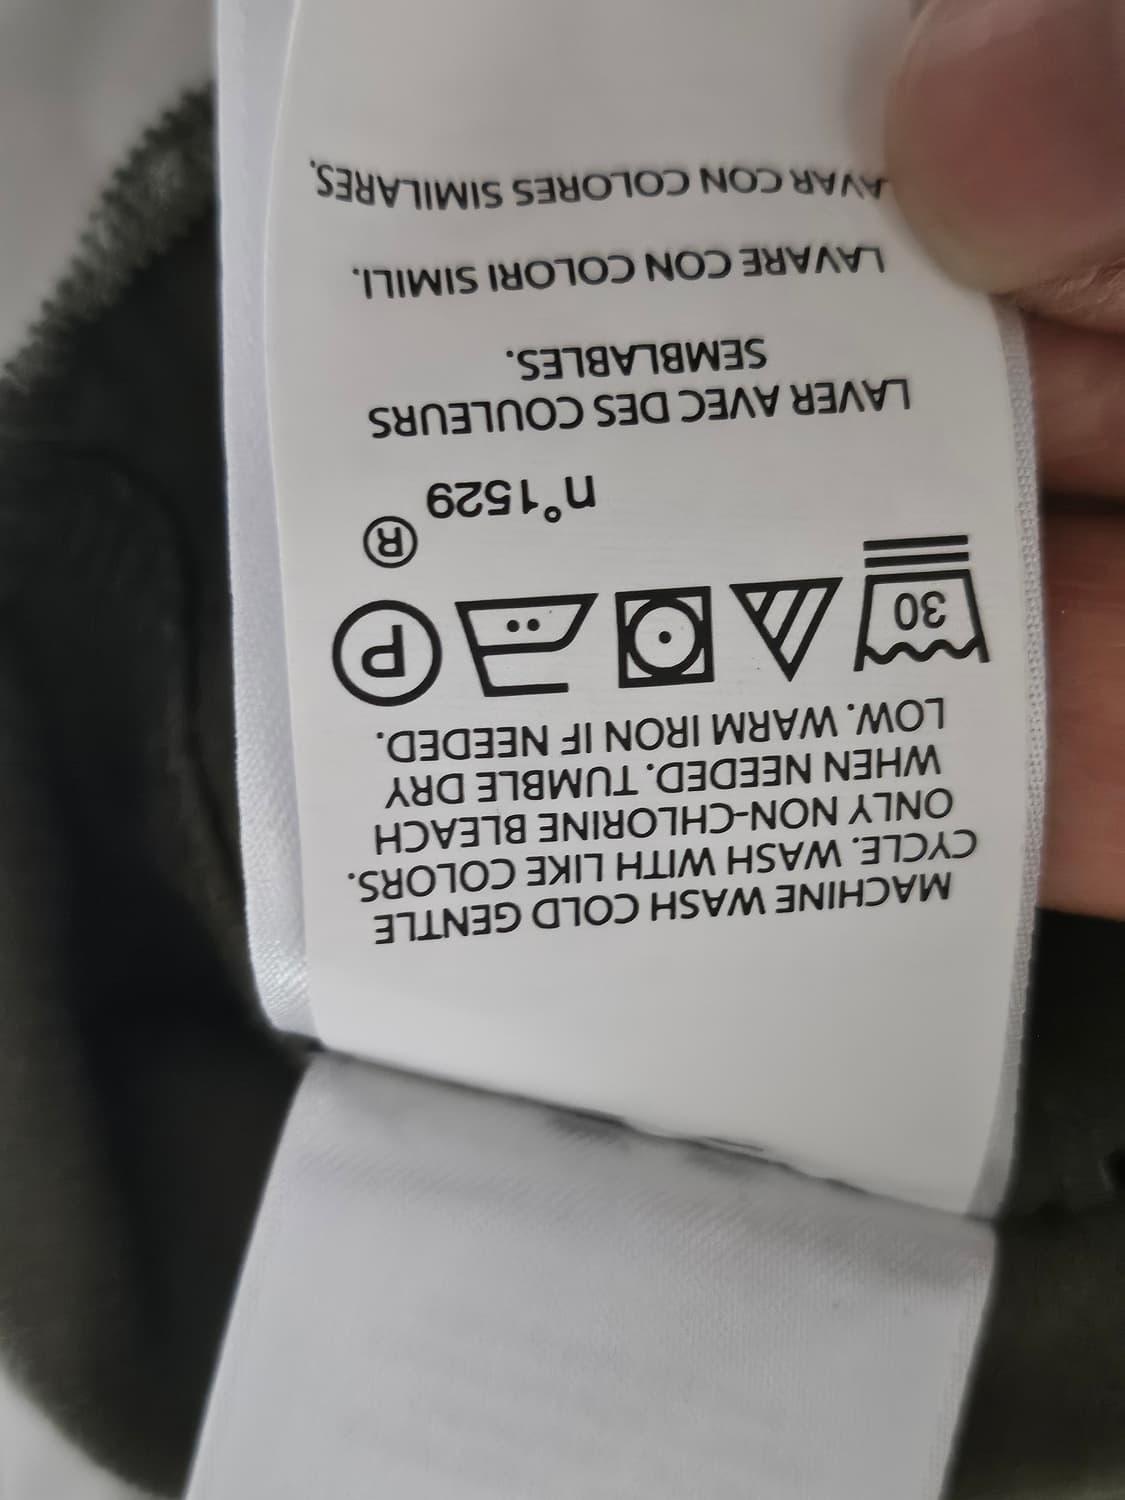 MACHINE WASH COLD GENTLE
CYCLE. WASH WITH LIKE COLORS.
ONLY NON-CHLORINE BLEACH
WHEN NEEDED. TUMBLE DRY
LOW. WARM IRON IF NEEDED.
30 P
®
n°1529
LAVER AVEC DES COULEURS
SEMBLABLES.
LAVARE CON COLORI SIMILI.
CON COLORES SIMILARES.